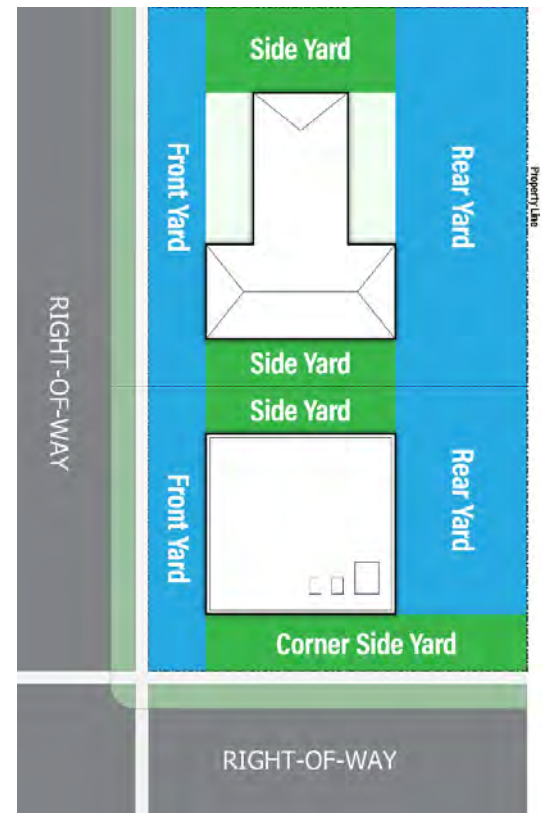 Side Yard
Front Yard
Rear Yard
Property Line
RIGHT-OF-WAY
Side Yard
Side Yard
Front Yard
Rear Yard
Corner Side Yard
RIGHT-OF-WAY